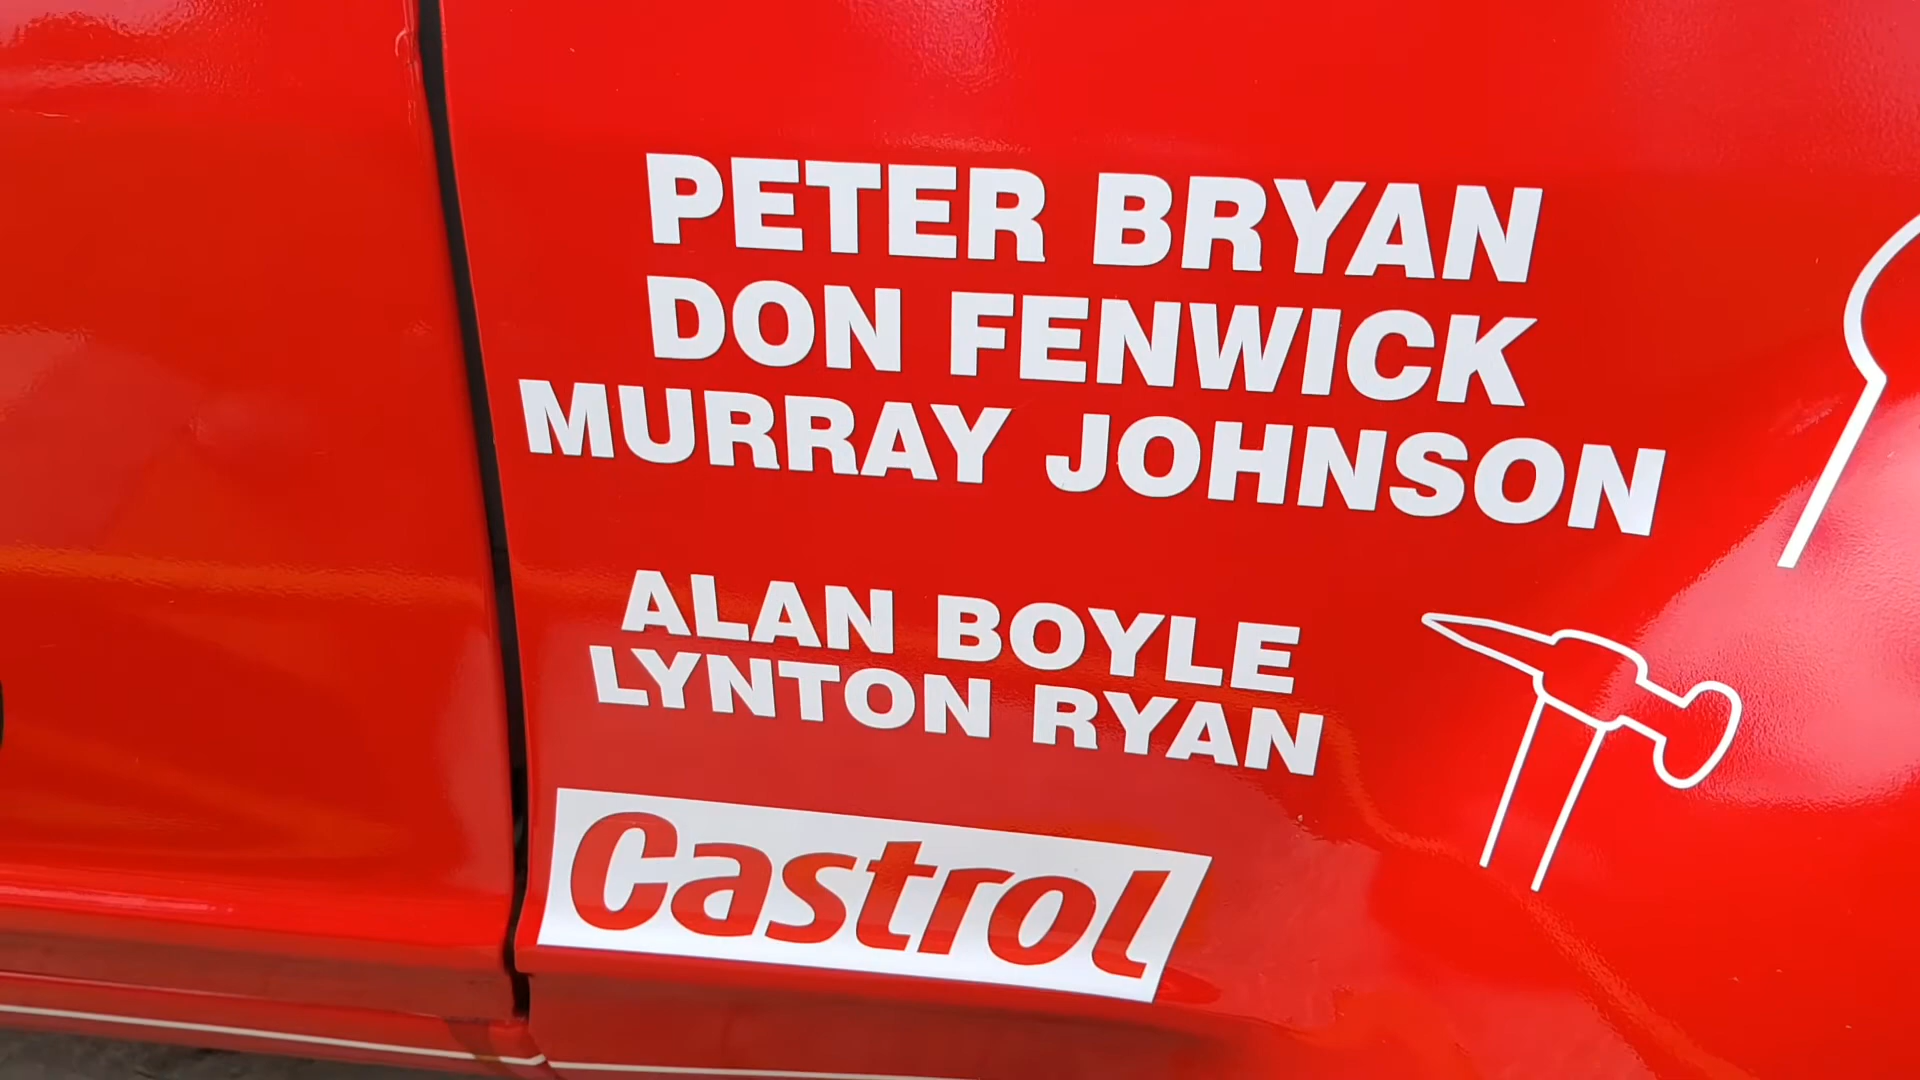 PETER BRYAN
DON FENWICK
MURRAY JOHNSON
ALAN BOYLE
LYNTON RYAN
Castrol